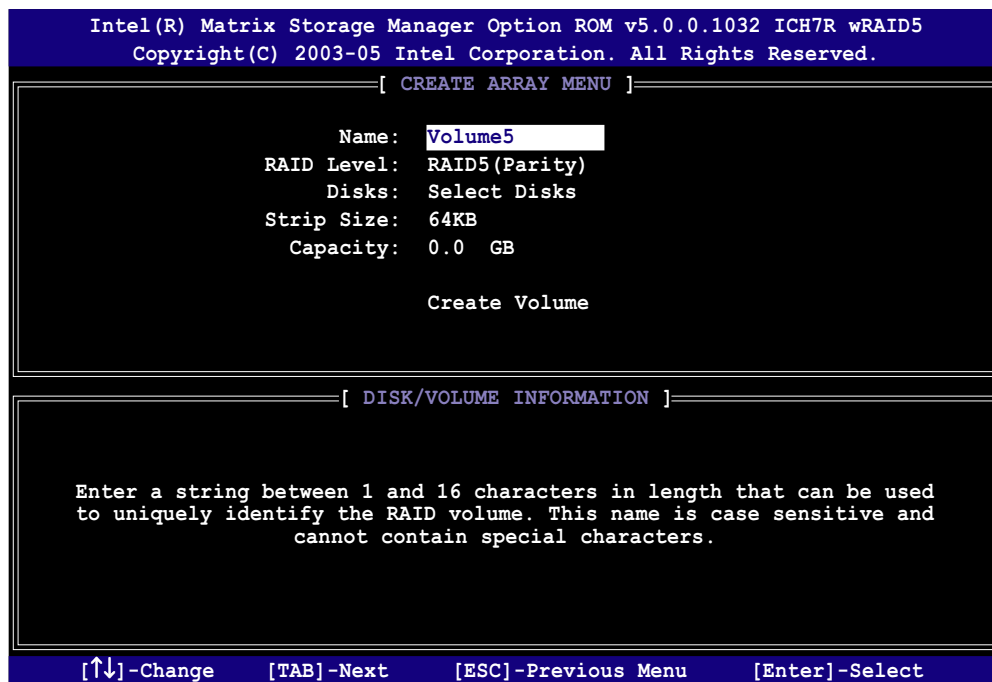 Intel(R) Matrix Storage Manager Option ROM v5.0.0.1032 ICH7R wRAID5
Copyright(C) 2003-05 Intel Corporation. All Rights Reserved.
[ CREATE ARRAY MENU ]
Name: Volume5
RAID Level: RAID5(Parity)
Disks: Select Disks
Strip Size: 64KB
Capacity: 0.0 GB
Create Volume
[ DISK/VOLUME INFORMATION ]
Enter a string between 1 and 16 characters in length that can be used
to uniquely identify the RAID volume. This name is case sensitive and
cannot contain special characters.
[↑↓]-Change [TAB]-Next [ESC]-Previous Menu [Enter]-Select